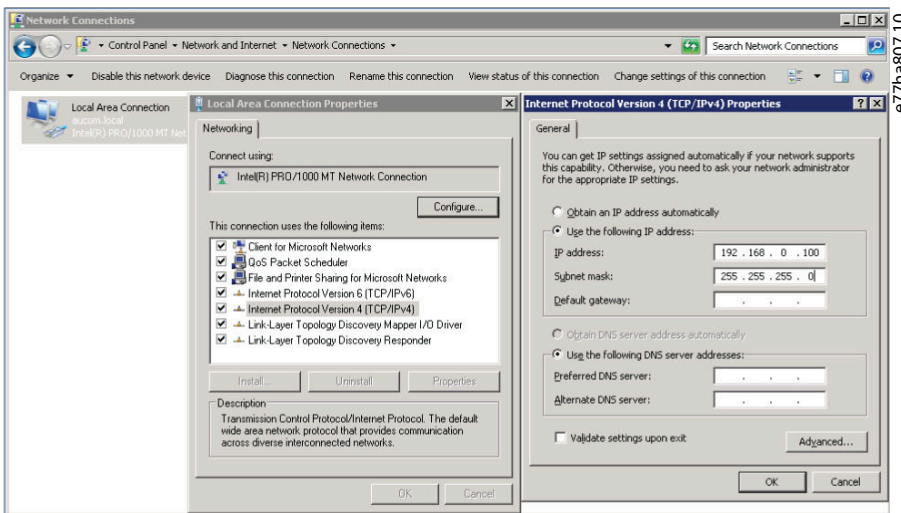 Network Connections
Control Panel Network and Internet Network Connections
Search Network Connections
Organize Disable this network device Diagnose this connection Rename this connection View status of this connection Change settings of this connection
Local Area Connection
aucom.local
Intel(R) PRO/1000 MT Net
Local Area Connection Properties
Networking
Connect using:
Intel(R) PRO/1000 MT Network Connection
Configure...
This connection uses the following items:
Client for Microsoft Networks
QoS Packet Scheduler
File and Printer Sharing for Microsoft Networks
Internet Protocol Version 6 (TCP/IPv6)
Internet Protocol Version 4 (TCP/IPv4)
Link-Layer Topology Discovery Mapper I/O Driver
Link-Layer Topology Discovery Responder
Install...
Uninstall
Properties
Description
Transmission Control Protocol/Internet Protocol. The default
wide area network protocol that provides communication
across diverse interconnected networks.
OK
Cancel
Internet Protocol Version 4 (TCP/IPv4) Properties
General
You can get IP settings assigned automatically if your network supports
this capability. Otherwise, you need to ask your network administrator
for the appropriate IP settings.
Obtain an IP address automatically
Use the following IP address:
IP address: 192 . 168 . 0 . 100
Subnet mask: 255 . 255 . 255 . 0
Default gateway: . . .
Obtain DNS server address automatically
Use the following DNS server addresses:
Preferred DNS server: . . .
Alternate DNS server: . . .
Validate settings upon exit
Advanced...
OK
Cancel
e77ha807.10